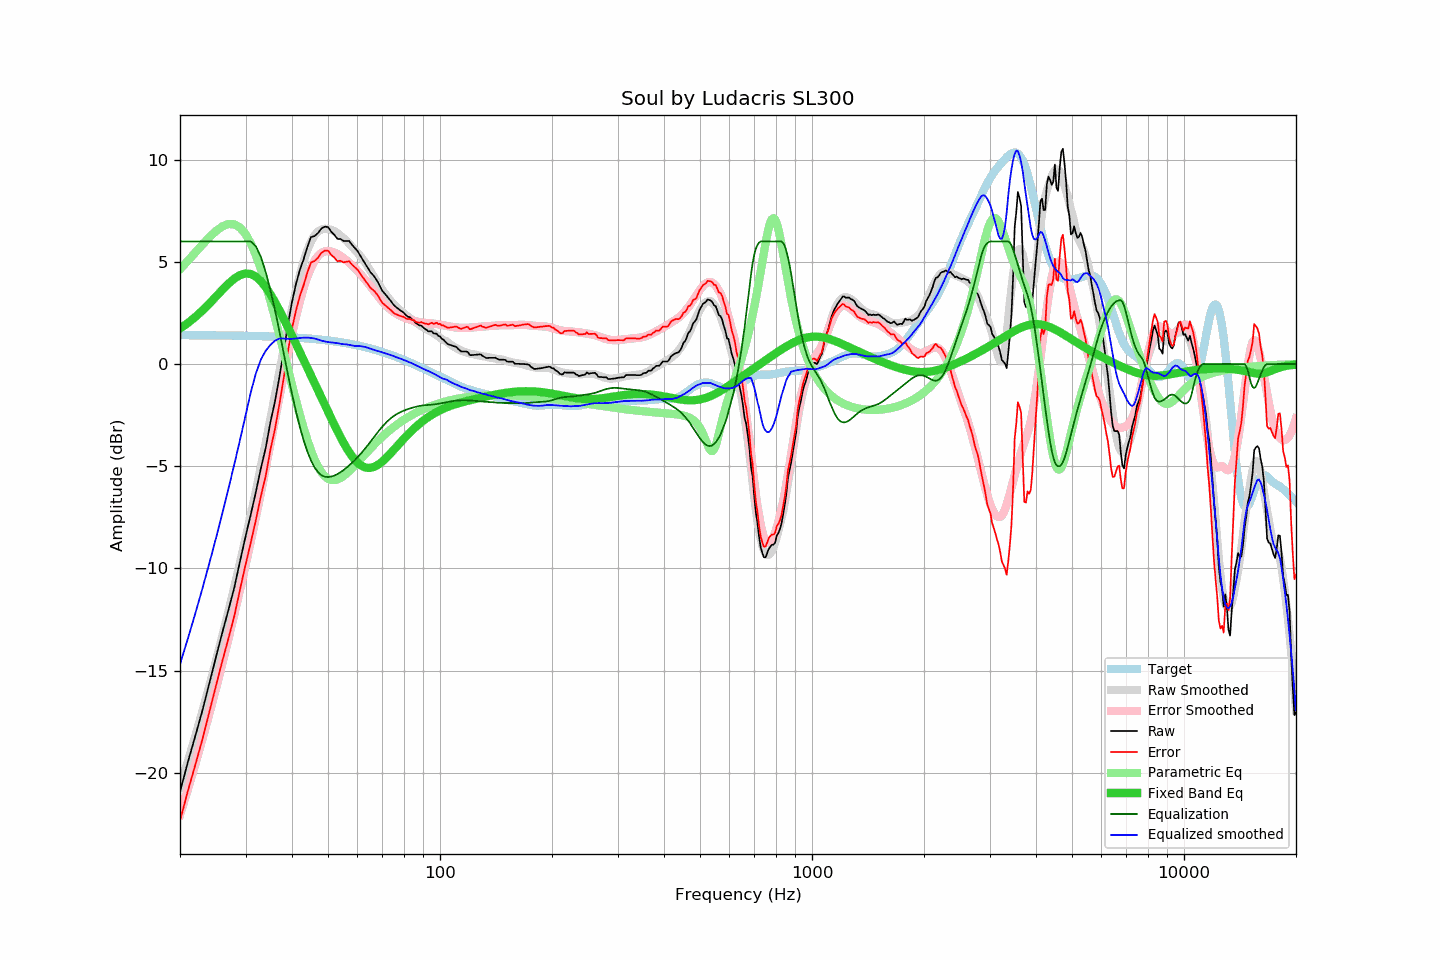 Soul by Ludacris SL300
10
5
0
−5
−10
−15
−20
Amplitude (dBr)
100
1000
10000
Frequency (Hz)
Target
Raw Smoothed
Error Smoothed
Raw
Error
Parametric Eq
Fixed Band Eq
Equalization
Equalized smoothed